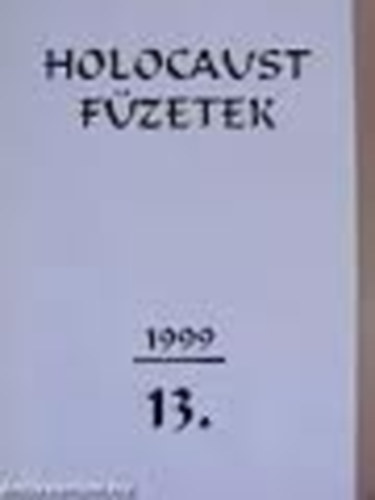 HOLOCAUST
FÜZETEK
1999
13.